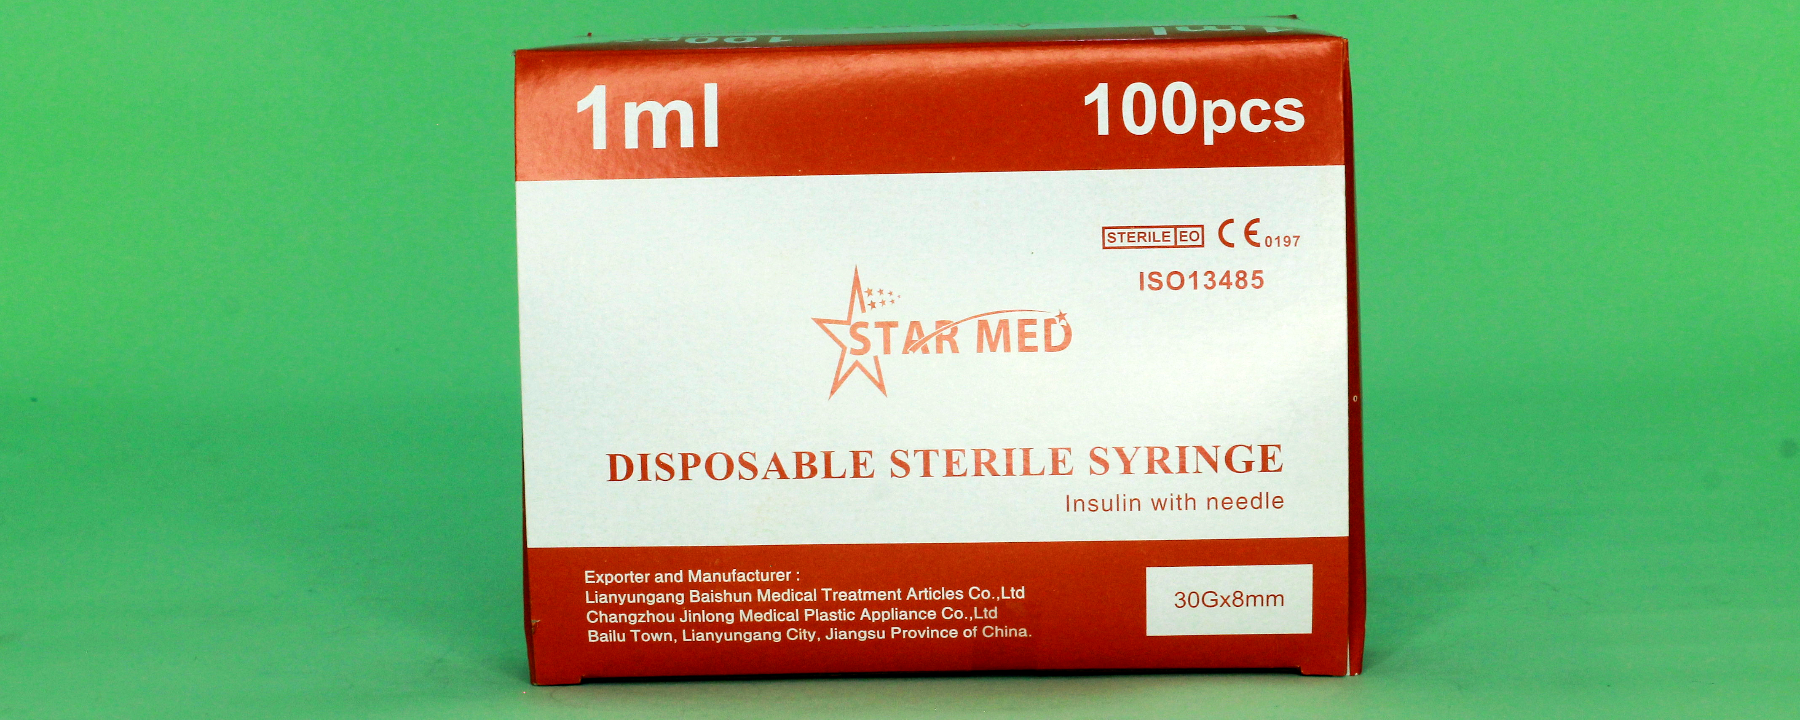 1ml
100pcs
STERILE EO
CE 0197
ISO13485
STAR MED
DISPOSABLE STERILE SYRINGE
Insulin with needle
Exporter and Manufacturer :
Lianyungang Baishun Medical Treatment Articles Co.,Ltd
Changzhou Jinlong Medical Plastic Appliance Co.,Ltd
Bailu Town, Lianyungang City, Jiangsu Province of China.
30Gx8mm